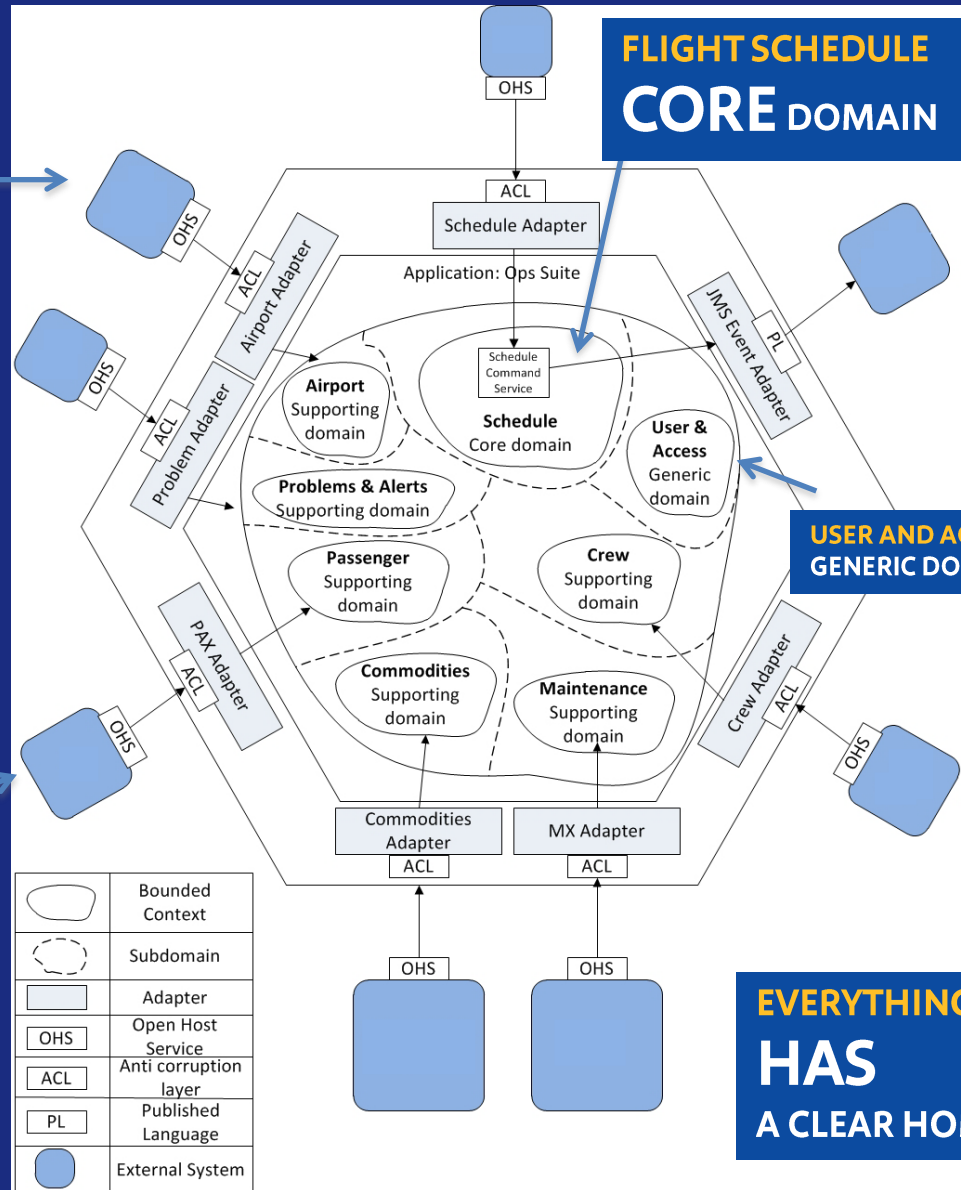 OHS
FLIGHT SCHEDULE
CORE DOMAIN
ACL
Schedule Adapter
Application: Ops Suite
OHS
ACL
Airport Adapter
OHS
ACL
Problem Adapter
JMS Event Adapter
PL
Schedule
Command
Service
Schedule
Core domain
Airport
Supporting
domain
User &
Access
Generic
domain
Problems & Alerts
Supporting domain
USER AND
GENERIC
Passenger
Supporting
domain
Crew
Supporting
domain
PAX Adapter
ACL
OHS
Commodities
Supporting
domain
Maintenance
Supporting
domain
Crew Adapter
ACL
OHS
Commodities
Adapter
ACL
MX Adapter
ACL
OHS
OHS
Bounded
Context
Subdomain
Adapter
OHS
Open Host
Service
ACL
Anti corruption
layer
PL
Published
Language
External System
EVERYTHING
HAS
A CLEAR